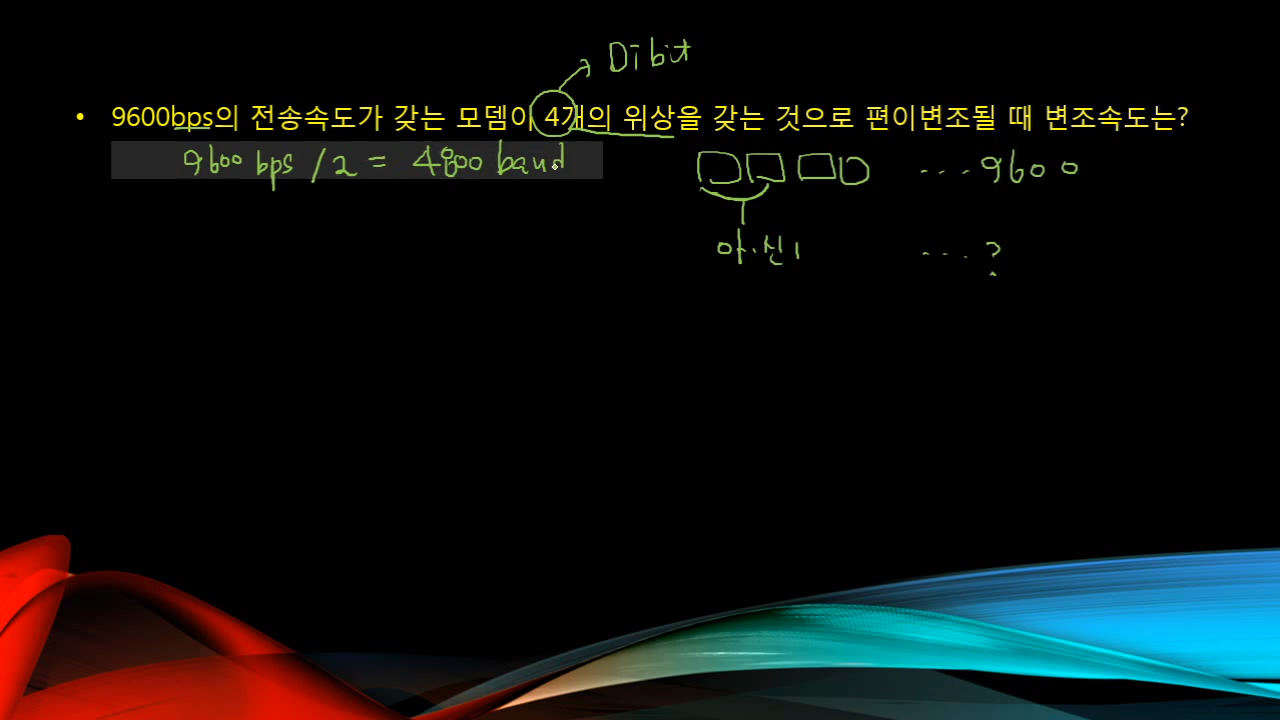 Dibit
• 9600bps의 전송속도가 갖는 모뎀이 4개의 위상을 갖는 것으로 편이변조될 때 변조속도는?
9600 bps / 2 = 4800 baud
... 9600
... ?